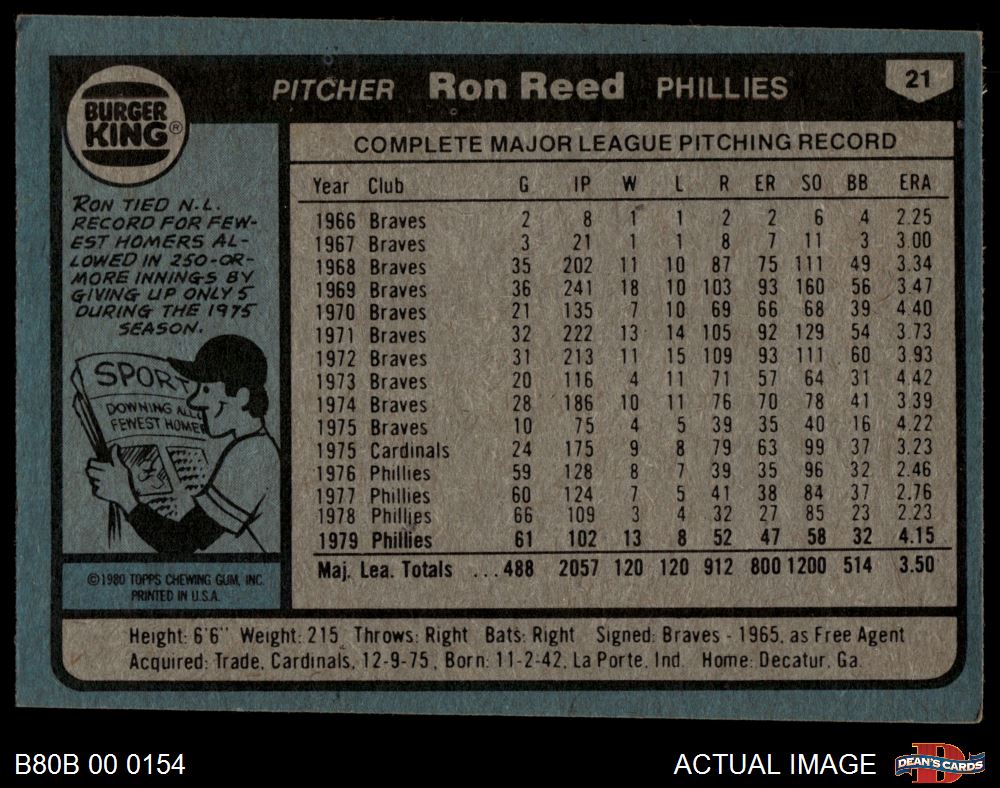 BURGER
KING®
PITCHER Ron Reed PHILLIES
21
RON TIED N.L.
RECORD FOR FEW-
EST HOMERS AL-
LOWED IN 250-OR-
MORE INNINGS BY
GIVING UP ONLY 5
DURING THE 1975
SEASON.
SPORT
DOWNING ALL
FEWEST HOMER
©1980 TOPPS CHEWING GUM, INC.
PRINTED IN U.S.A.
COMPLETE MAJOR LEAGUE PITCHING RECORD
Year Club G IP W L R ER SO BB ERA
1966 Braves 2 8 1 1 2 2 6 4 2.25
1967 Braves 3 21 1 1 8 7 11 3 3.00
1968 Braves 35 202 11 10 87 75 111 49 3.34
1969 Braves 36 241 18 10 103 93 160 56 3.47
1970 Braves 21 135 7 10 69 66 68 39 4.40
1971 Braves 32 222 13 14 105 92 129 54 3.73
1972 Braves 31 213 11 15 109 93 111 60 3.93
1973 Braves 20 116 4 11 71 57 64 31 4.42
1974 Braves 28 186 10 11 76 70 78 41 3.39
1975 Braves 10 75 4 5 39 35 40 16 4.22
1975 Cardinals 24 175 9 8 79 63 99 37 3.23
1976 Phillies 59 128 8 7 39 35 96 32 2.46
1977 Phillies 60 124 7 5 41 38 84 37 2.76
1978 Phillies 66 109 3 4 32 27 85 23 2.23
1979 Phillies 61 102 13 8 52 47 58 32 4.15
Maj. Lea. Totals ...488 2057 120 120 912 800 1200 514 3.50
Height: 6'6" Weight: 215 Throws: Right Bats: Right Signed: Braves - 1965, as Free Agent
Acquired: Trade, Cardinals, 12-9-75, Born: 11-2-42, La Porte, Ind. Home: Decatur, Ga.
B80B 00 0154
ACTUAL IMAGE
DEAN'S CARDS